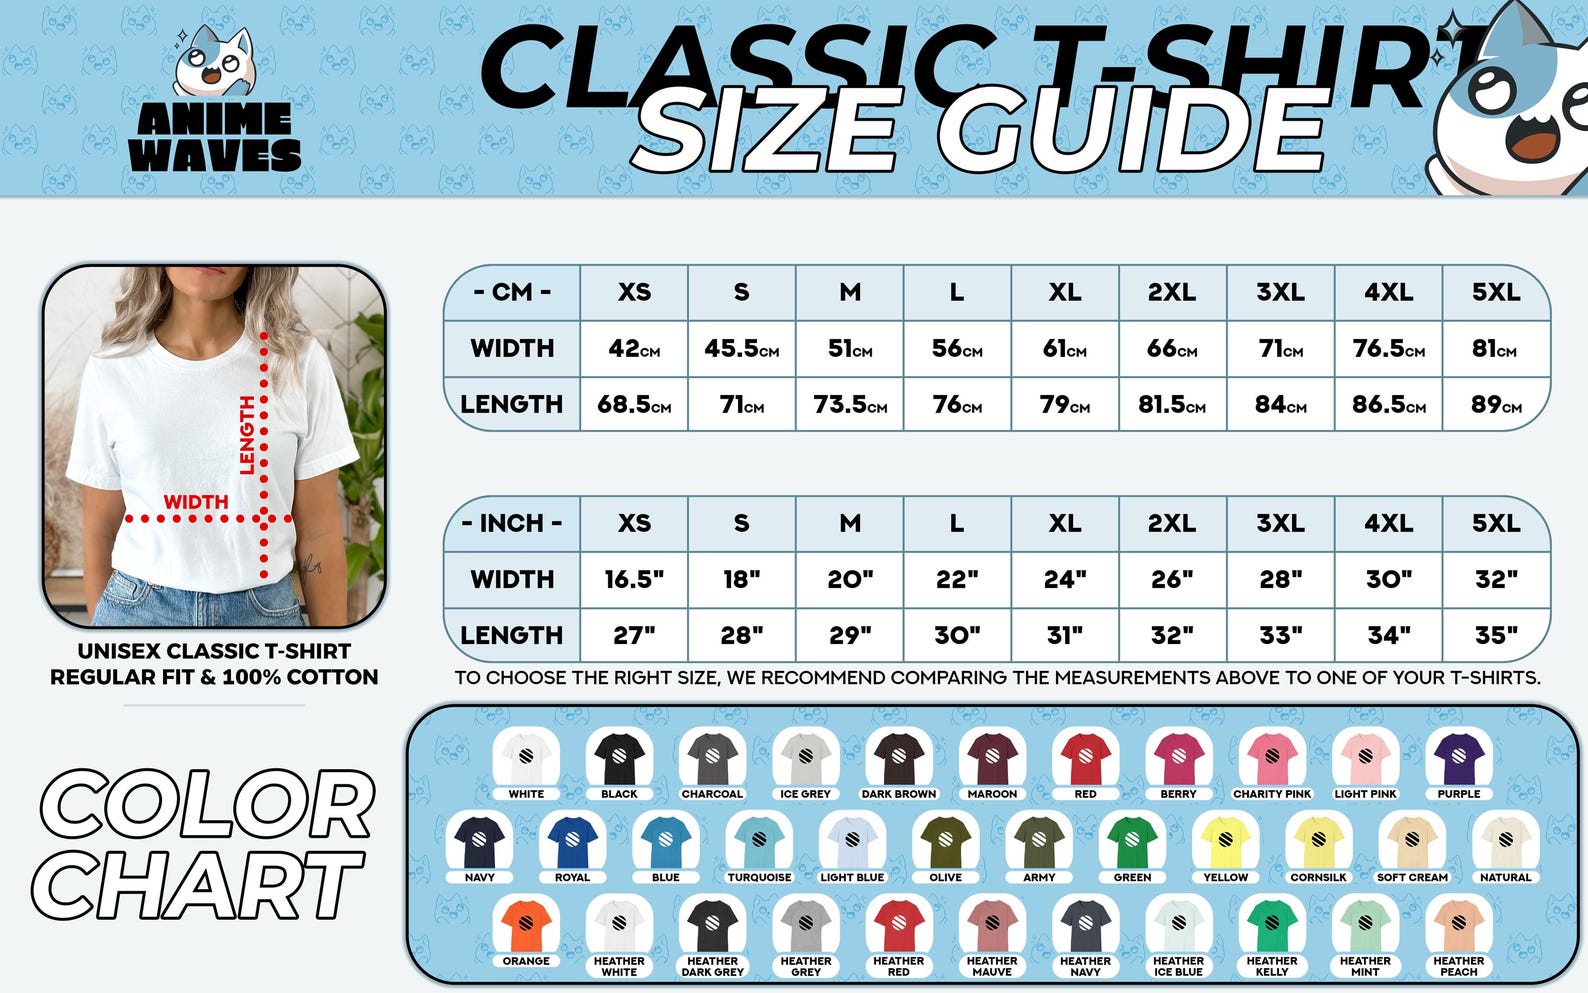 ANIME
WAVES
CLASSIC T-SHIRT
SIZE GUIDE
LENGTH
WIDTH
UNISEX CLASSIC T-SHIRT
REGULAR FIT & 100% COTTON
- CM - XS S M L XL 2XL 3XL 4XL 5XL
WIDTH 42CM 45.5CM 51CM 56CM 61CM 66CM 71CM 76.5CM 81CM
LENGTH 68.5CM 71CM 73.5CM 76CM 79CM 81.5CM 84CM 86.5CM 89CM
- INCH - XS S M L XL 2XL 3XL 4XL 5XL
WIDTH 16.5" 18" 20" 22" 24" 26" 28" 30" 32"
LENGTH 27" 28" 29" 30" 31" 32" 33" 34" 35"
TO CHOOSE THE RIGHT SIZE, WE RECOMMEND COMPARING THE MEASUREMENTS ABOVE TO ONE OF YOUR T-SHIRTS.
COLOR
CHART
WHITE BLACK CHARCOAL ICE GREY DARK BROWN MAROON RED BERRY CHARITY PINK LIGHT PINK PURPLE
NAVY ROYAL BLUE TURQUOISE LIGHT BLUE OLIVE ARMY GREEN YELLOW CORNSILK SOFT CREAM NATURAL
ORANGE HEATHER HEATHER HEATHER HEATHER HEATHER HEATHER HEATHER HEATHER HEATHER HEATHER
WHITE DARK GREY GREY RED MAUVE NAVY ICE BLUE KELLY MINT PEACH